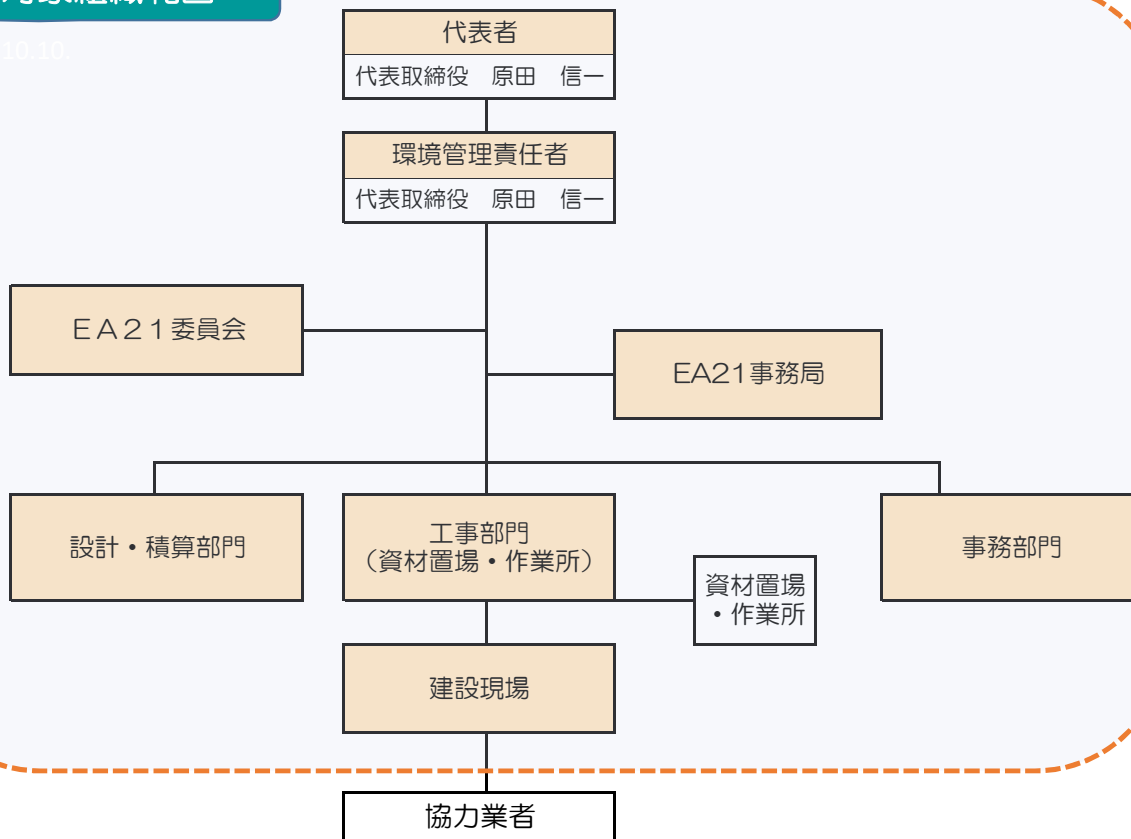 10.10.
代表者
代表取締役　原田　信一
環境管理責任者
代表取締役　原田　信一
ＥＡ２１委員会
EA21事務局
設計・積算部門
工事部門
（資材置場・作業所）
事務部門
資材置場
・作業所
建設現場
協力業者